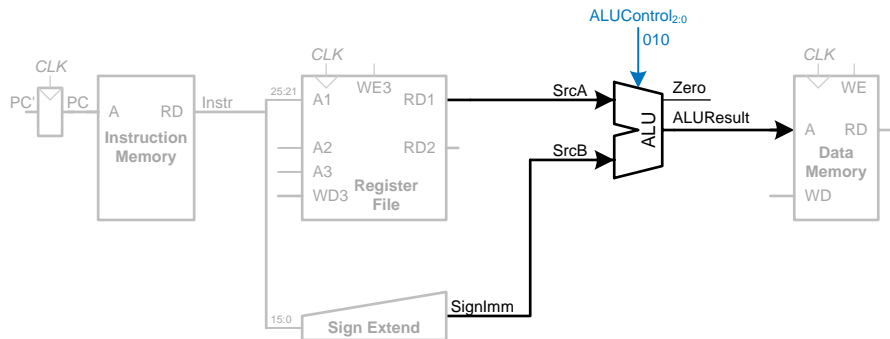 ALUControl2:0
010
CLK
CLK
CLK
PC'
PC
A
RD
Instr
Instruction
Memory
25:21
A1
WE3
RD1
A2
RD2
A3
WD3
Register
File
SrcA
SrcB
ALU
Zero
ALUResult
WE
A
RD
Data
Memory
WD
SignImm
15:0
Sign Extend